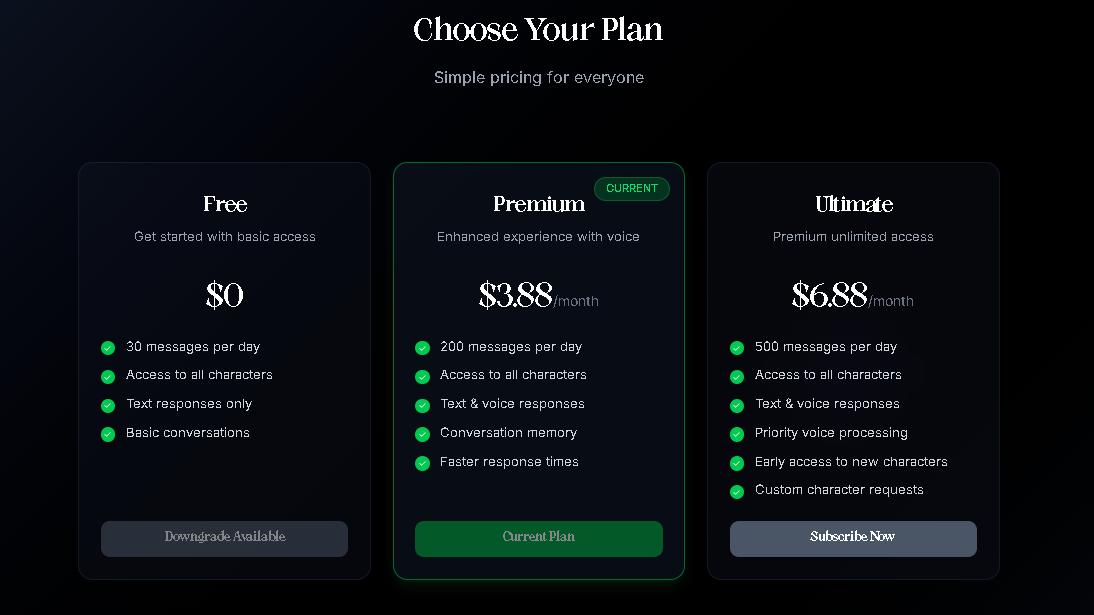 Choose Your Plan
Simple pricing for everyone
Free
Get started with basic access
$0
30 messages per day
Access to all characters
Text responses only
Basic conversations
Downgrade Available
CURRENT
Premium
Enhanced experience with voice
$3.88/month
200 messages per day
Access to all characters
Text & voice responses
Conversation memory
Faster response times
Current Plan
Ultimate
Premium unlimited access
$6.88/month
500 messages per day
Access to all characters
Text & voice responses
Priority voice processing
Early access to new characters
Custom character requests
Subscribe Now